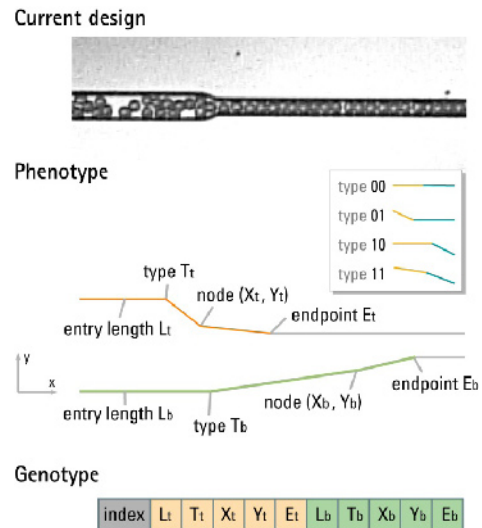 Current design
Phenotype
type 00
type 01
type 10
type 11
type Tt
node (Xt, Yt)
endpoint Et
entry length Lt
y
x
endpoint Eb
node (Xb, Yb)
entry length Lb
type Tb
Genotype
index Lt Tt Xt Yt Et Lb Tb Xb Yb Eb